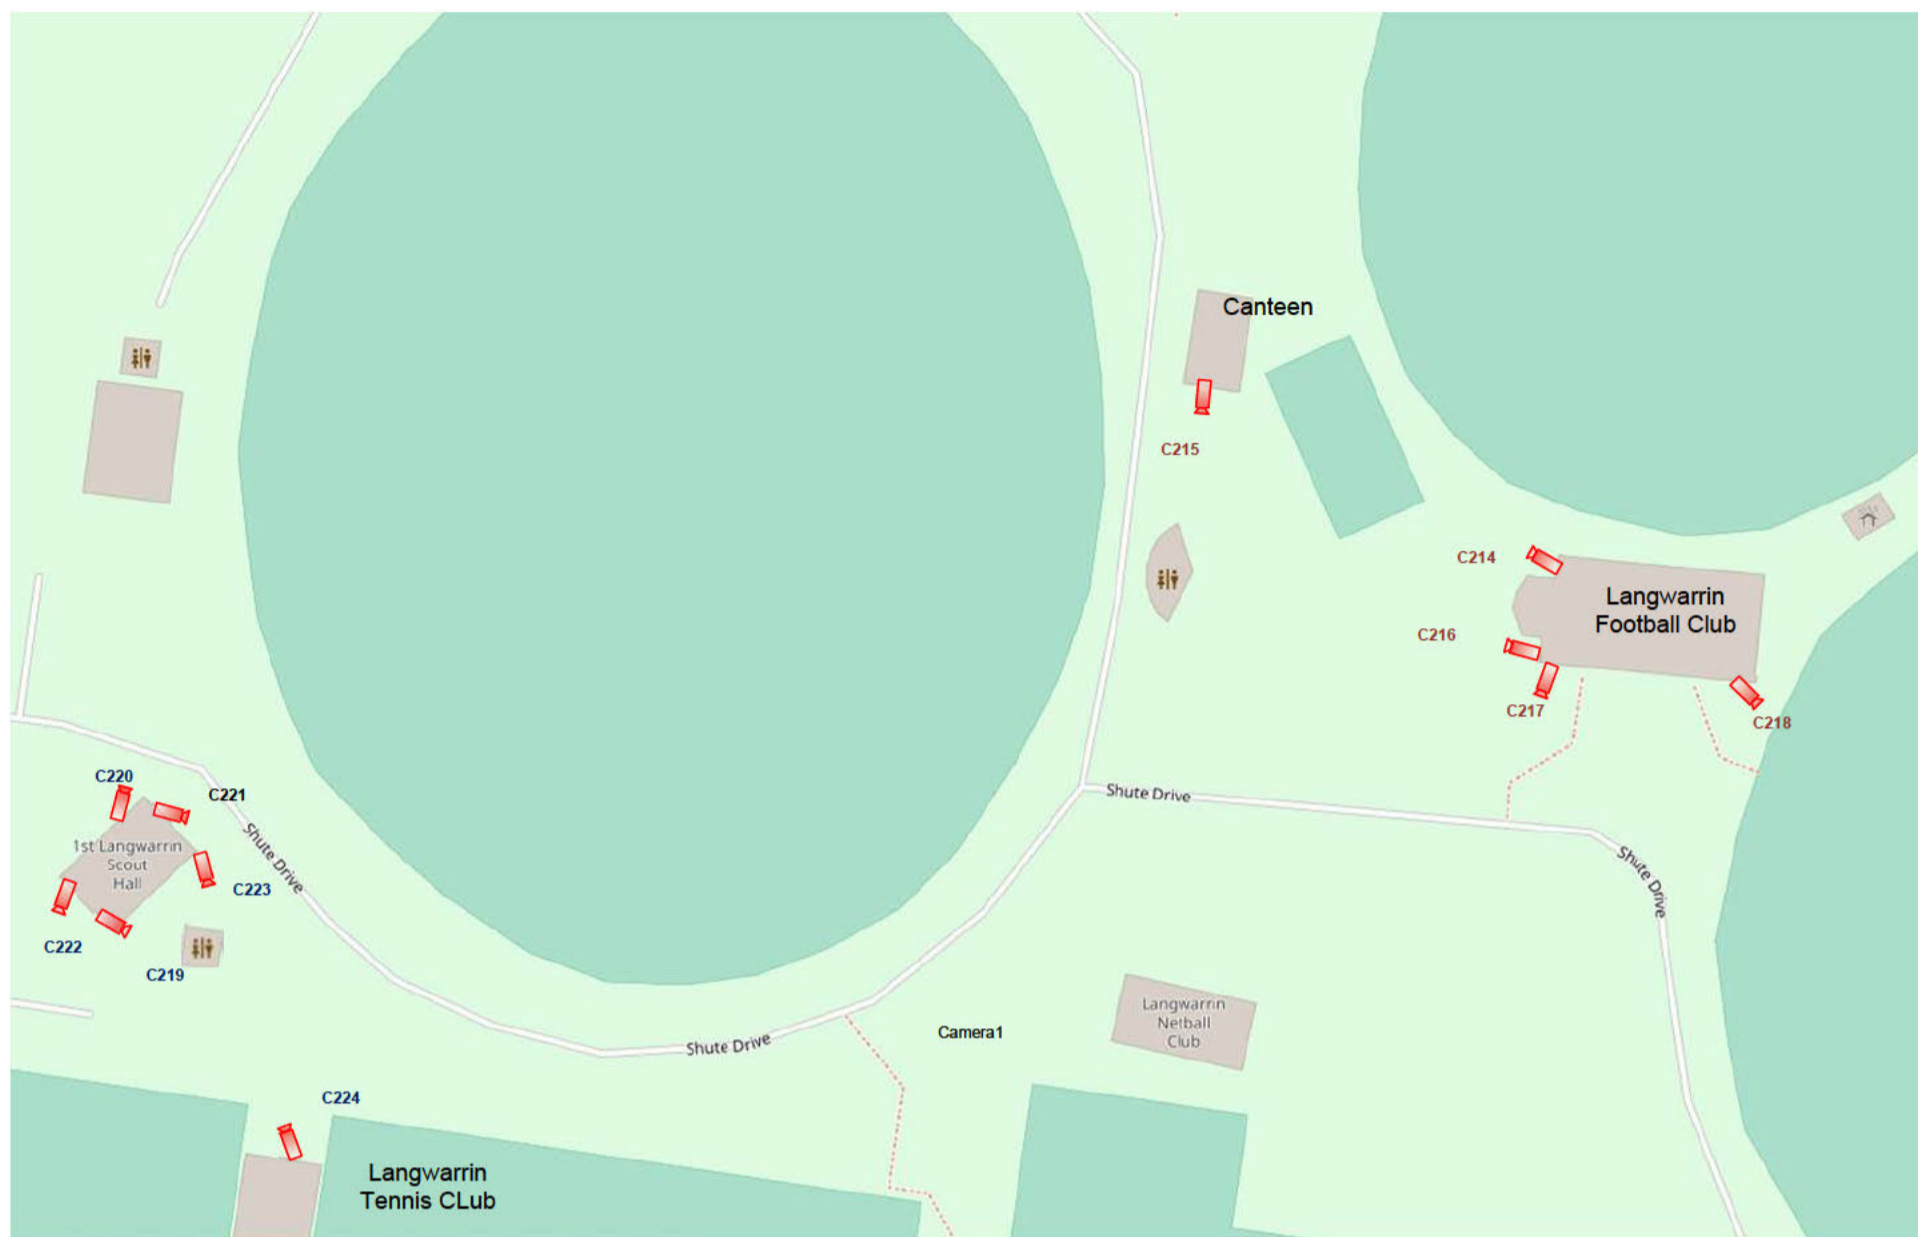 Canteen
C215
C214
Langwarrin
Football Club
C216
C217
C218
C220
C221
Shute Drive
1st Langwarrin
Scout
Hall
Shute Drive
Shute Drive
C223
C222
C219
Langwarrin
Netball
Club
Camera1
Shute Drive
C224
Langwarrin
Tennis CLub